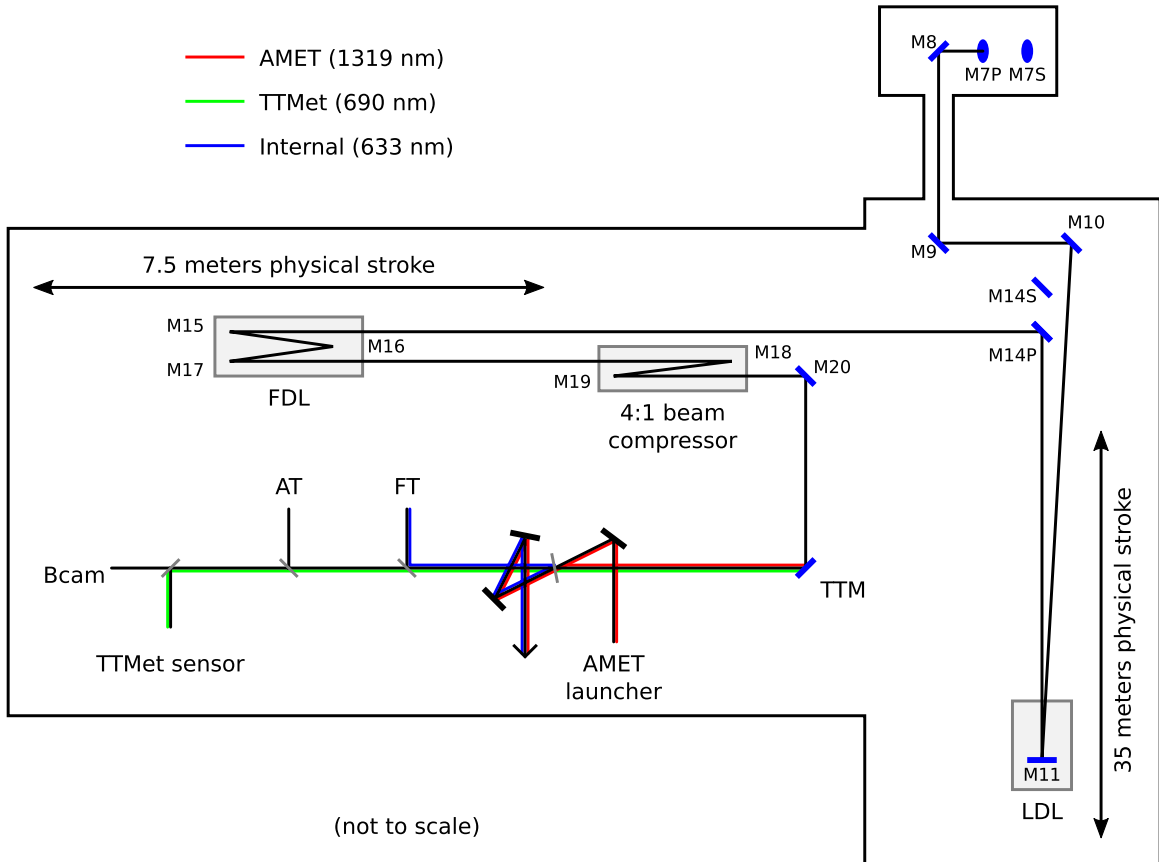 AMET (1319 nm)
TTMet (690 nm)
Internal (633 nm)
M8
M7P
M7S
M9
M10
7.5 meters physical stroke
M14S
M14P
M15
M16
M17
FDL
M18
M19
M20
4:1 beam
compressor
AT
FT
Bcam
TTM
TTMet sensor
AMET
launcher
35 meters physical stroke
M11
LDL
(not to scale)